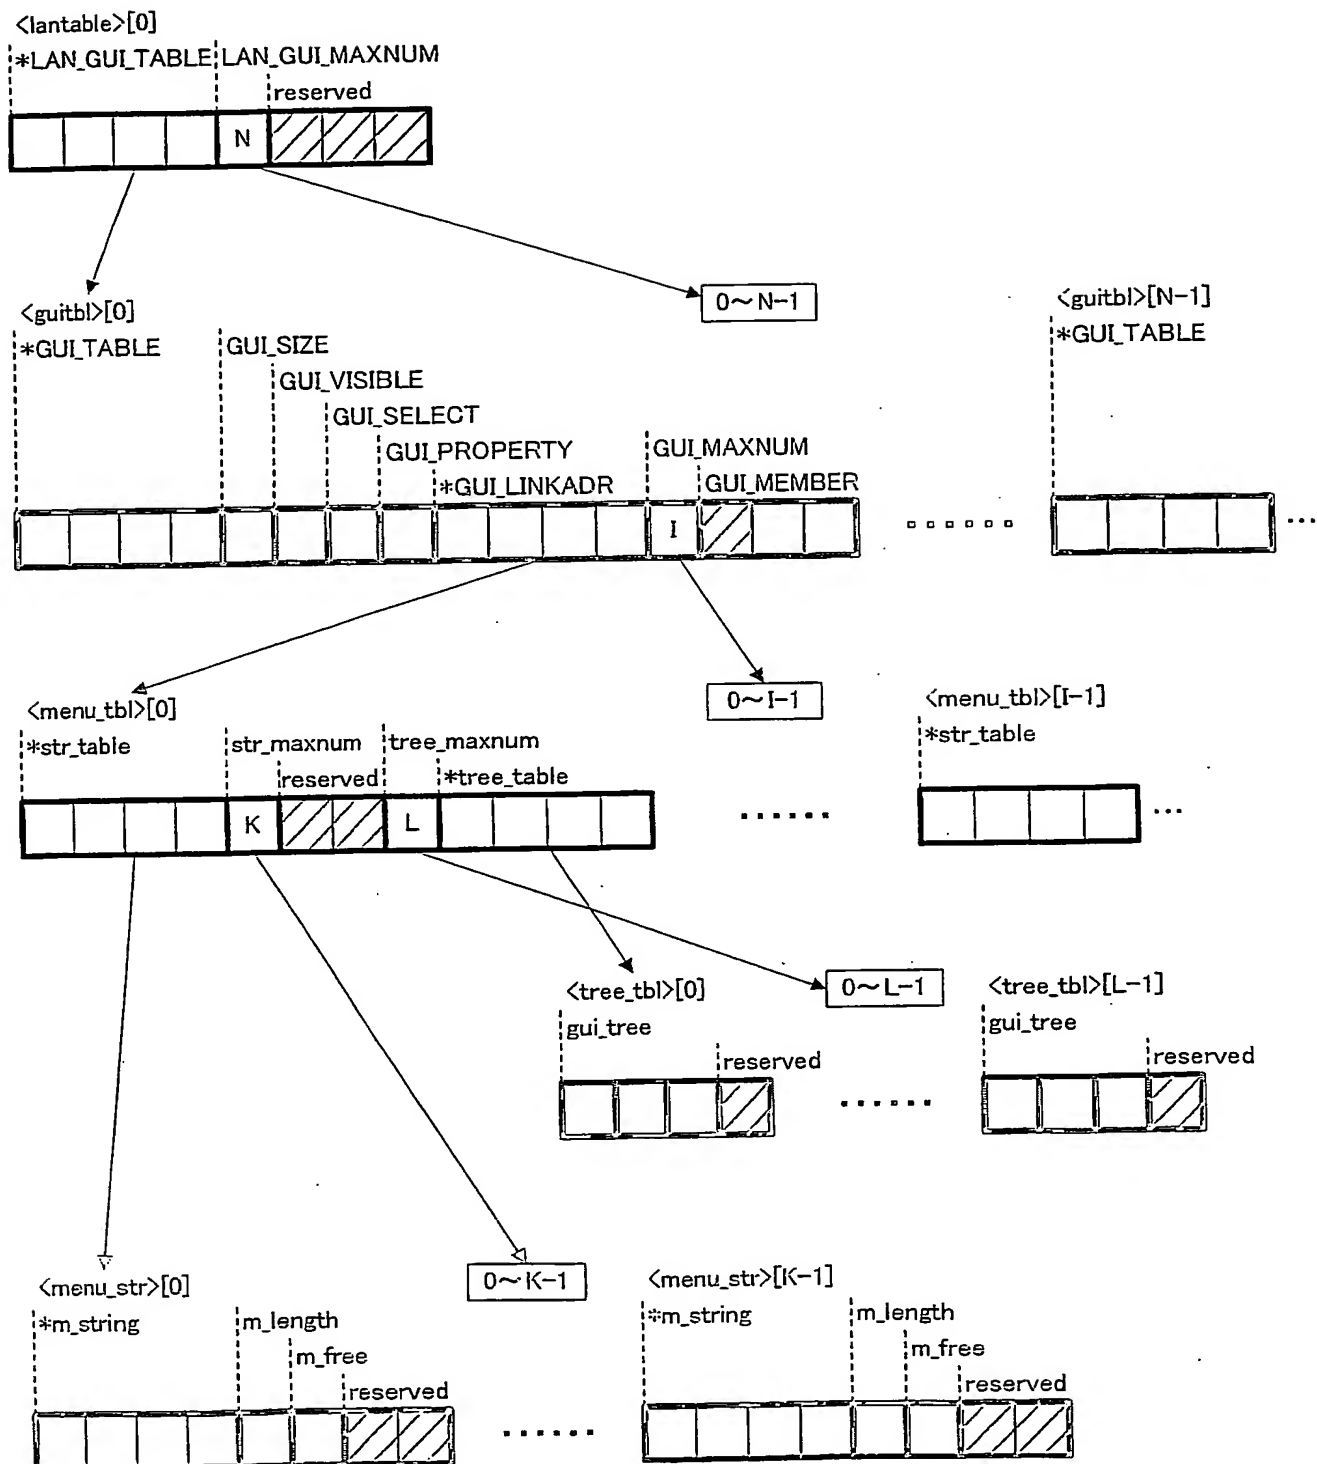 <lantable>[0]
*LAN_GUI_TABLE LAN_GUI_MAXNUM
reserved
N
0~N-1
<guitbl>[0]
<guitbl>[N-1]
*GUI_TABLE GUI_SIZE
*GUI_TABLE
GUI_VISIBLE
GUI_SELECT
GUI_PROPERTY GUI_MAXNUM
*GUI_LINKADR GUI_MEMBER
I
...
0~I-1
<menu_tbl>[0]
<menu_tbl>[I-1]
*str_table str_maxnum tree_maxnum
*str_table
reserved *tree_table
K L
......
...
<tree_tbl>[0]
0~L-1
<tree_tbl>[L-1]
gui_tree
gui_tree
reserved
reserved
......
<menu_str>[0]
0~K-1
<menu_str>[K-1]
*m_string m_length
*m_string m_length
m_free
m_free
reserved
reserved
......